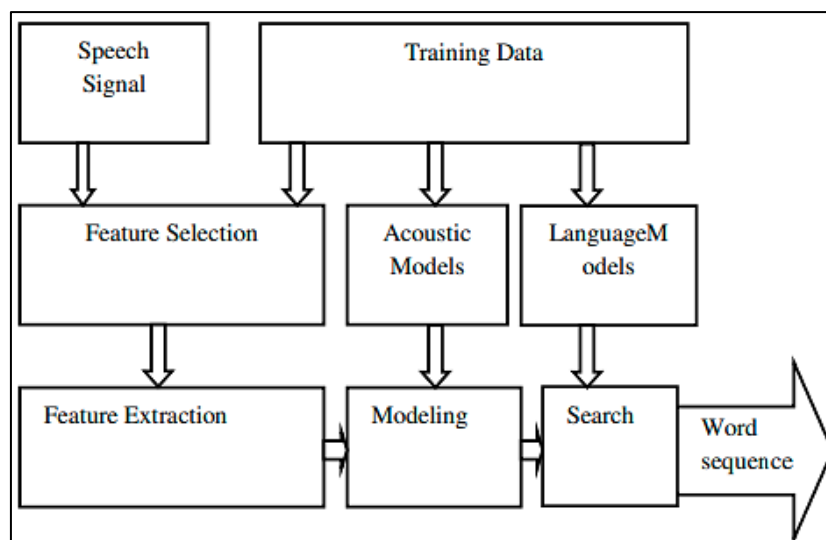 Speech
Signal
Training Data
Feature Selection
Acoustic
Models
LanguageM
odels
Feature Extraction
Modeling
Search
Word
sequence